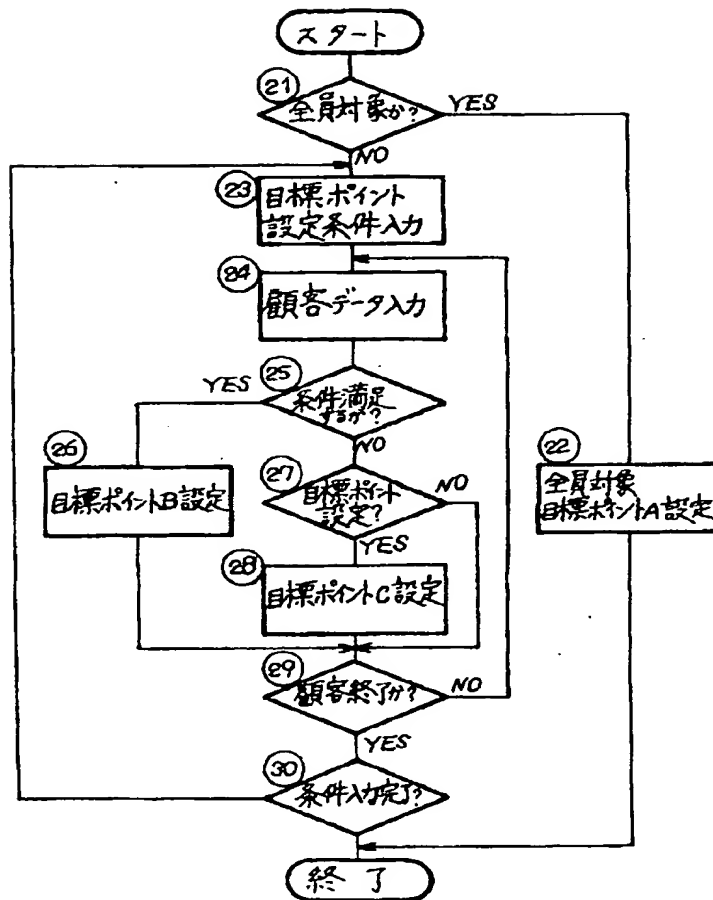 スタート
21
全員対象か?
YES
NO
23
目標ポイント
設定条件入力
24
顧客データ入力
25
YES
条件満足
するか?
NO
26
目標ポイントB設定
27
目標ポイント
設定?
NO
YES
22
全員対象
目標ポイントA設定
28
目標ポイントC設定
29
顧客終了か?
NO
YES
30
条件入力完了?
終了